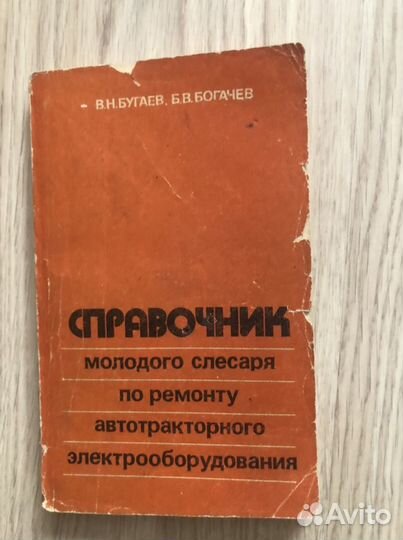 В.Н.БУГАЕВ, Б.В.БОГАЧЕВ
СПРАВОЧНИК
молодого слесаря
по ремонту
автотракторного
электрооборудования
Avito